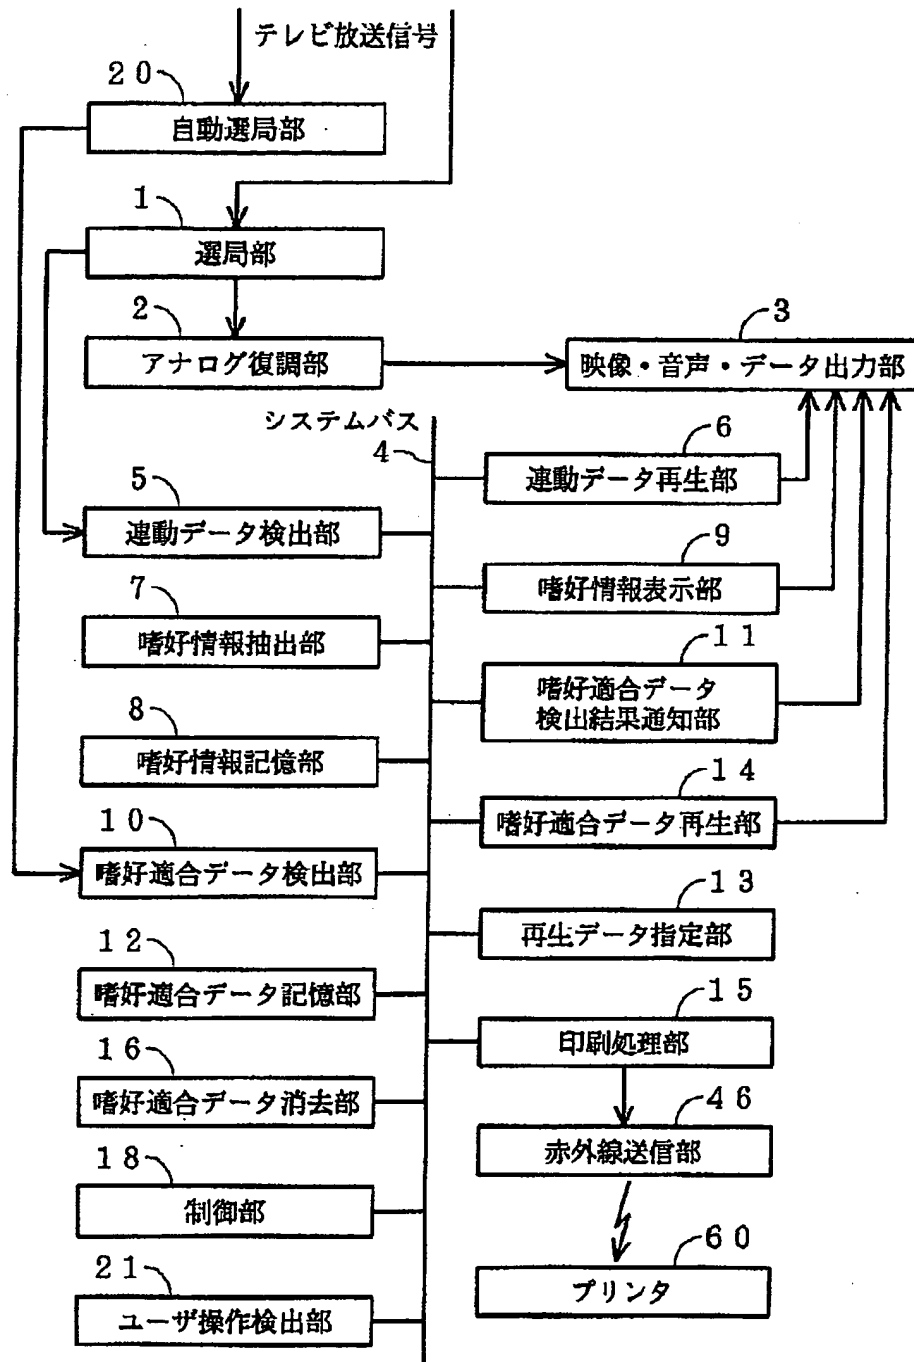 テレビ放送信号
20
自動選局部
1
選局部
2
アナログ復調部
3
映像・音声・データ出力部
システムバス
4
5
連動データ検出部
6
連動データ再生部
7
嗜好情報抽出部
9
嗜好情報表示部
8
嗜好情報記憶部
11
嗜好適合データ
検出結果通知部
10
嗜好適合データ検出部
14
嗜好適合データ再生部
12
嗜好適合データ記憶部
13
再生データ指定部
16
嗜好適合データ消去部
15
印刷処理部
18
制御部
46
赤外線送信部
21
ユーザ操作検出部
60
プリンタ